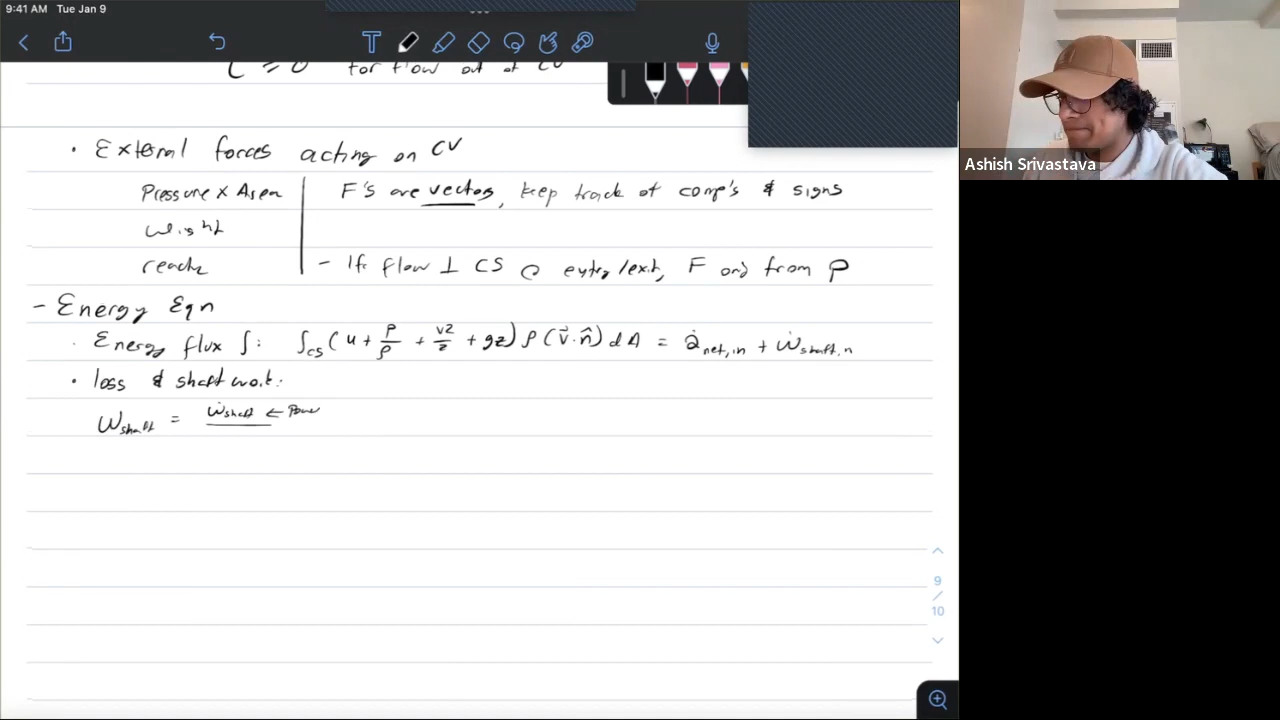 9:41 AM Tue Jan 9
for flow out of CV
Ashish Srivastava
• External forces acting on CV
Pressure x Area
F's are vectors, keep track of comp's & signs
weight
- If flow ⊥ CS @ entry/exit, F only from P
- Energy Eqn
• Energy flux ∫: ∫cs (u + P/ρ + v2/2 + gz) ρ (v⃗ · n̂) dA = Q̇net,in + Ẇshaft,in
• loss & shaft work:
Wshaft = Ẇshaft ← Power
9
/
10